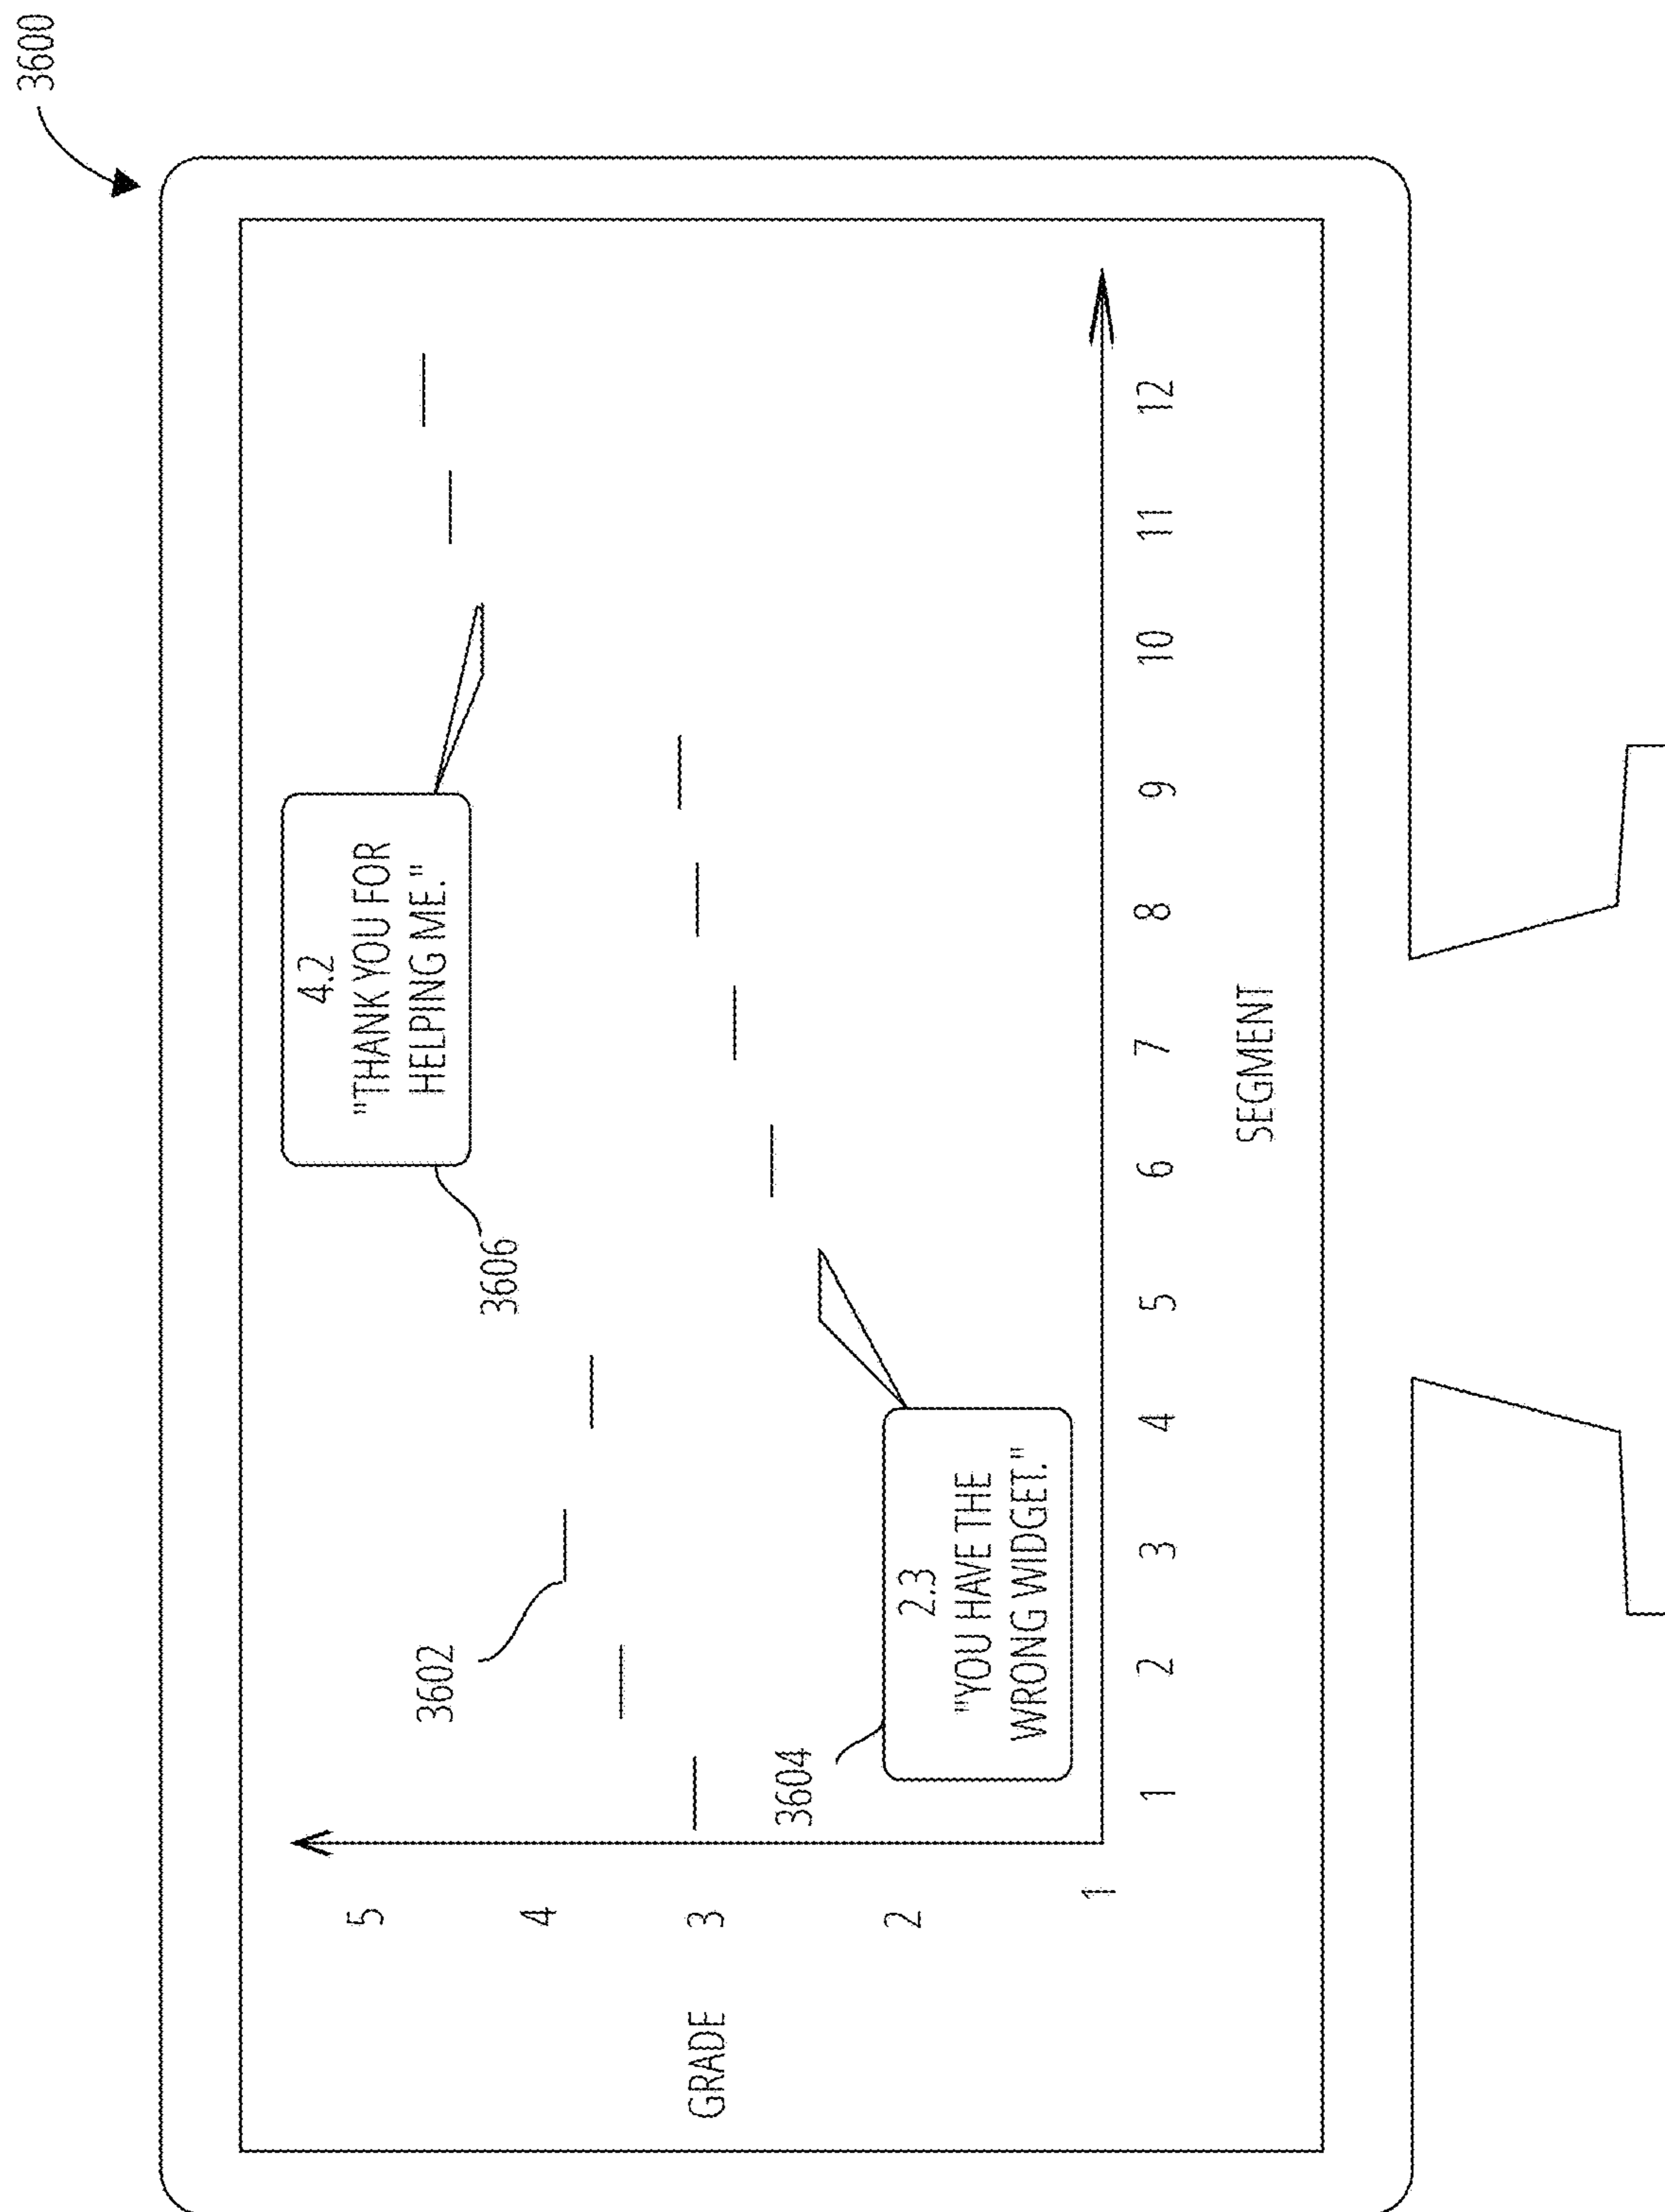 3600
4.2
"THANK YOU FOR
HELPING ME."
3606
3602
3604
2.3
"YOU HAVE THE
WRONG WIDGET."
GRADE
5
4
3
2
1
1 2 3 4 5 6 7 8 9 10 11 12
SEGMENT